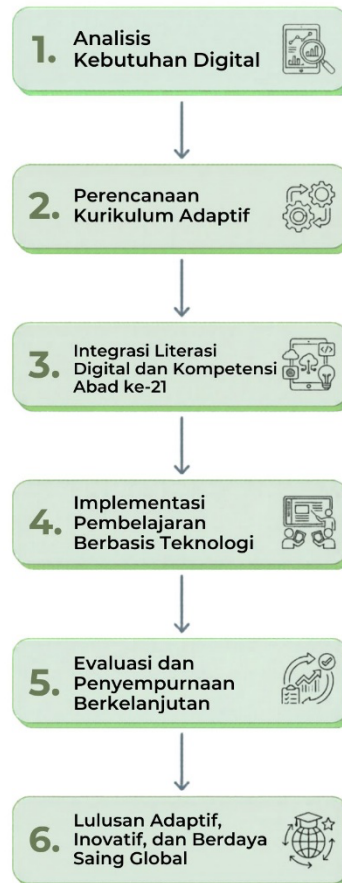 1. Analisis
Kebutuhan Digital
2. Perencanaan
Kurikulum Adaptif
3. Integrasi Literasi
Digital dan Kompetensi
Abad ke-21
4. Implementasi
Pembelajaran
Berbasis Teknologi
5. Evaluasi dan
Penyempurnaan
Berkelanjutan
6. Lulusan Adaptif,
Inovatif, dan Berdaya
Saing Global